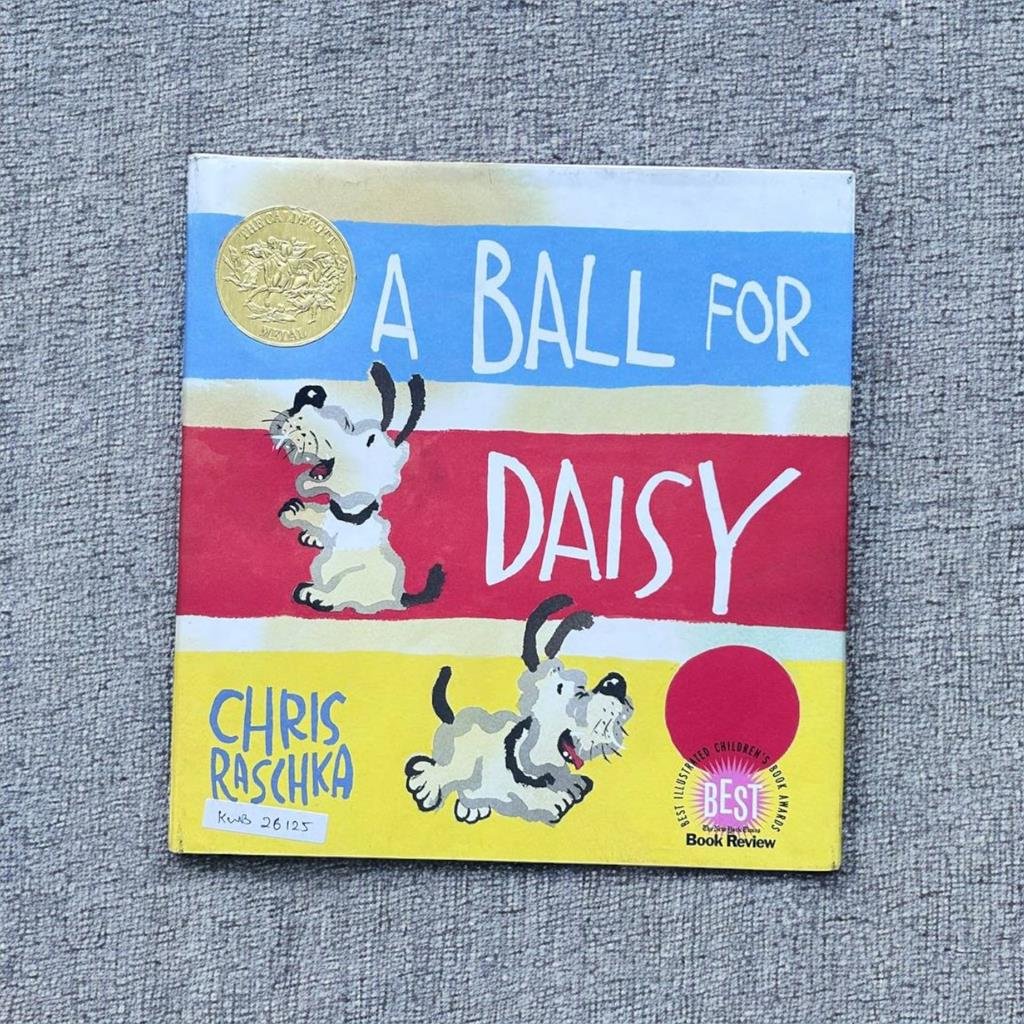 THE CALDECOTT
MEDAL
A BALL FOR
DAISY
CHRIS
RASCHKA
KWB 26125
BEST ILLUSTRATED CHILDREN'S BOOK AWARDS
BEST
The New York Times
Book Review